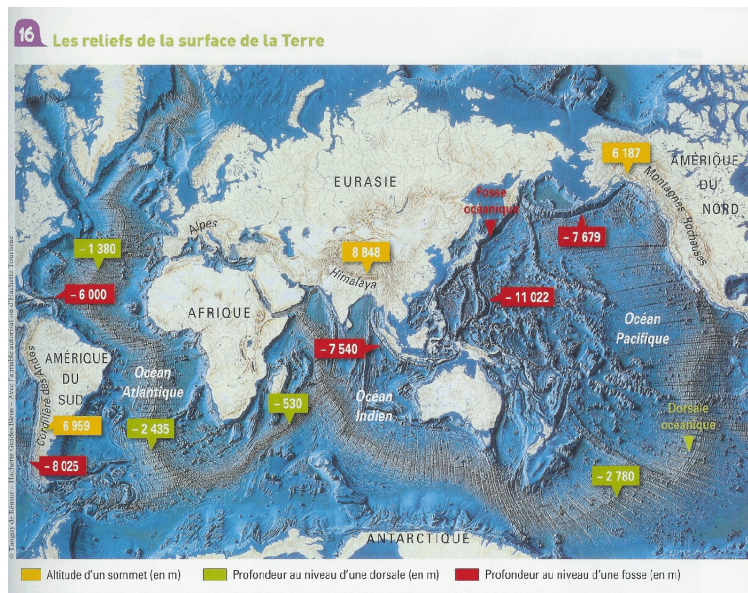 16
Les reliefs de la surface de la Terre
6 187
AMÉRIQUE
DU
NORD
Montagnes Rocheuses
EURASIE
Fosse
océanique
Alpes
– 7 679
– 1 380
8 848
Himalaya
– 6 000
– 11 022
AFRIQUE
Océan
Pacifique
– 7 540
AMÉRIQUE
DU
SUD
Cordillère des Andes
Océan
Atlantique
Océan
Indien
– 530
Dorsale
océanique
6 959
– 2 435
– 8 025
– 2 780
ANTARCTIQUE
Altitude d'un sommet (en m)
Profondeur au niveau d'une dorsale (en m)
Profondeur au niveau d'une fosse (en m)